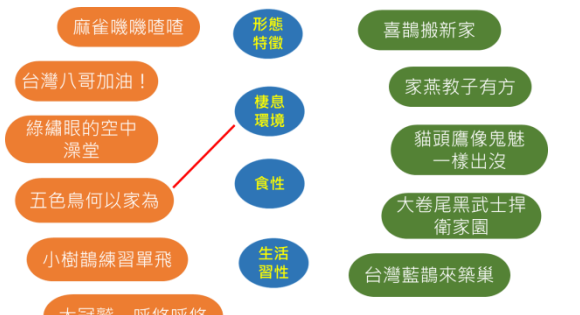 麻雀嘰嘰喳喳
台灣八哥加油！
綠繡眼的空中
澡堂
五色鳥何以家為
小樹鵲練習單飛
形態
特徵
棲息
環境
食性
生活
習性
喜鵲搬新家
家燕教子有方
貓頭鷹像鬼魅
一樣出沒
大卷尾黑武士捍
衛家園
台灣藍鵲來築巢